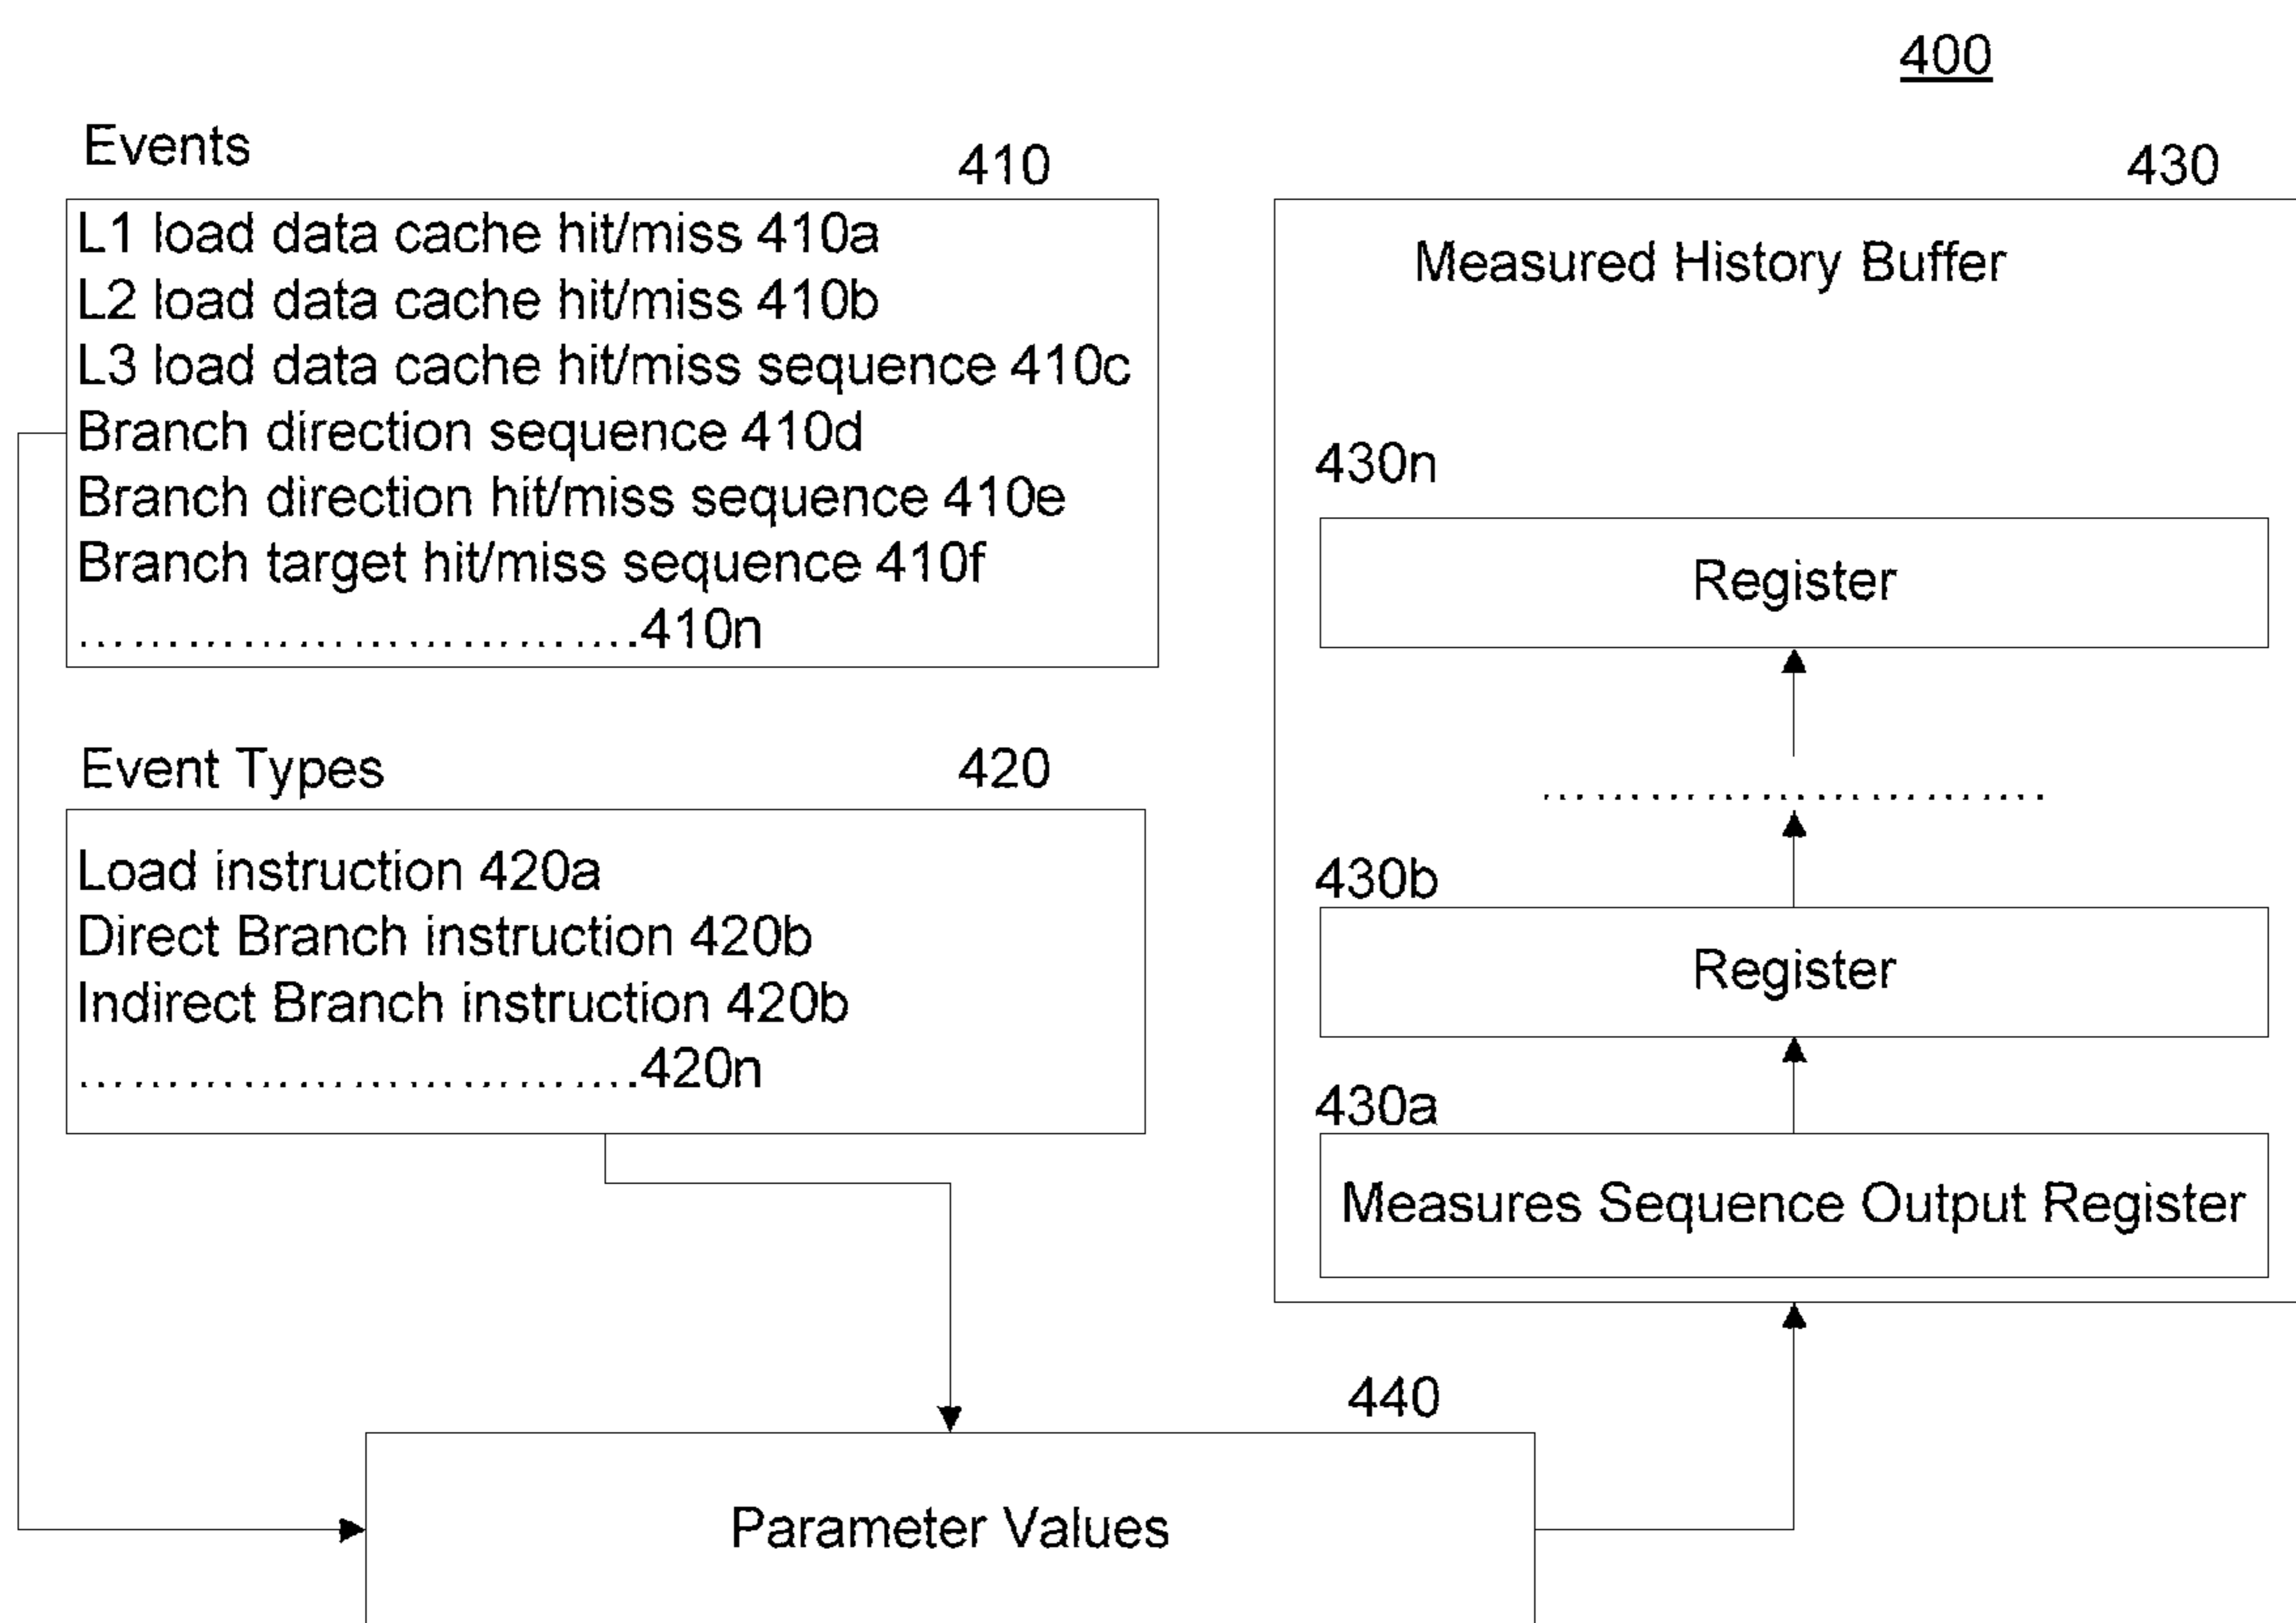 400
Events
410
L1 load data cache hit/miss 410a
L2 load data cache hit/miss 410b
L3 load data cache hit/miss sequence 410c
Branch direction sequence 410d
Branch direction hit/miss sequence 410e
Branch target hit/miss sequence 410f
..............................410n
Event Types
420
Load instruction 420a
Direct Branch instruction 420b
Indirect Branch instruction 420b
..............................420n
430
Measured History Buffer
430n
Register
..........................
430b
Register
430a
Measures Sequence Output Register
440
Parameter Values